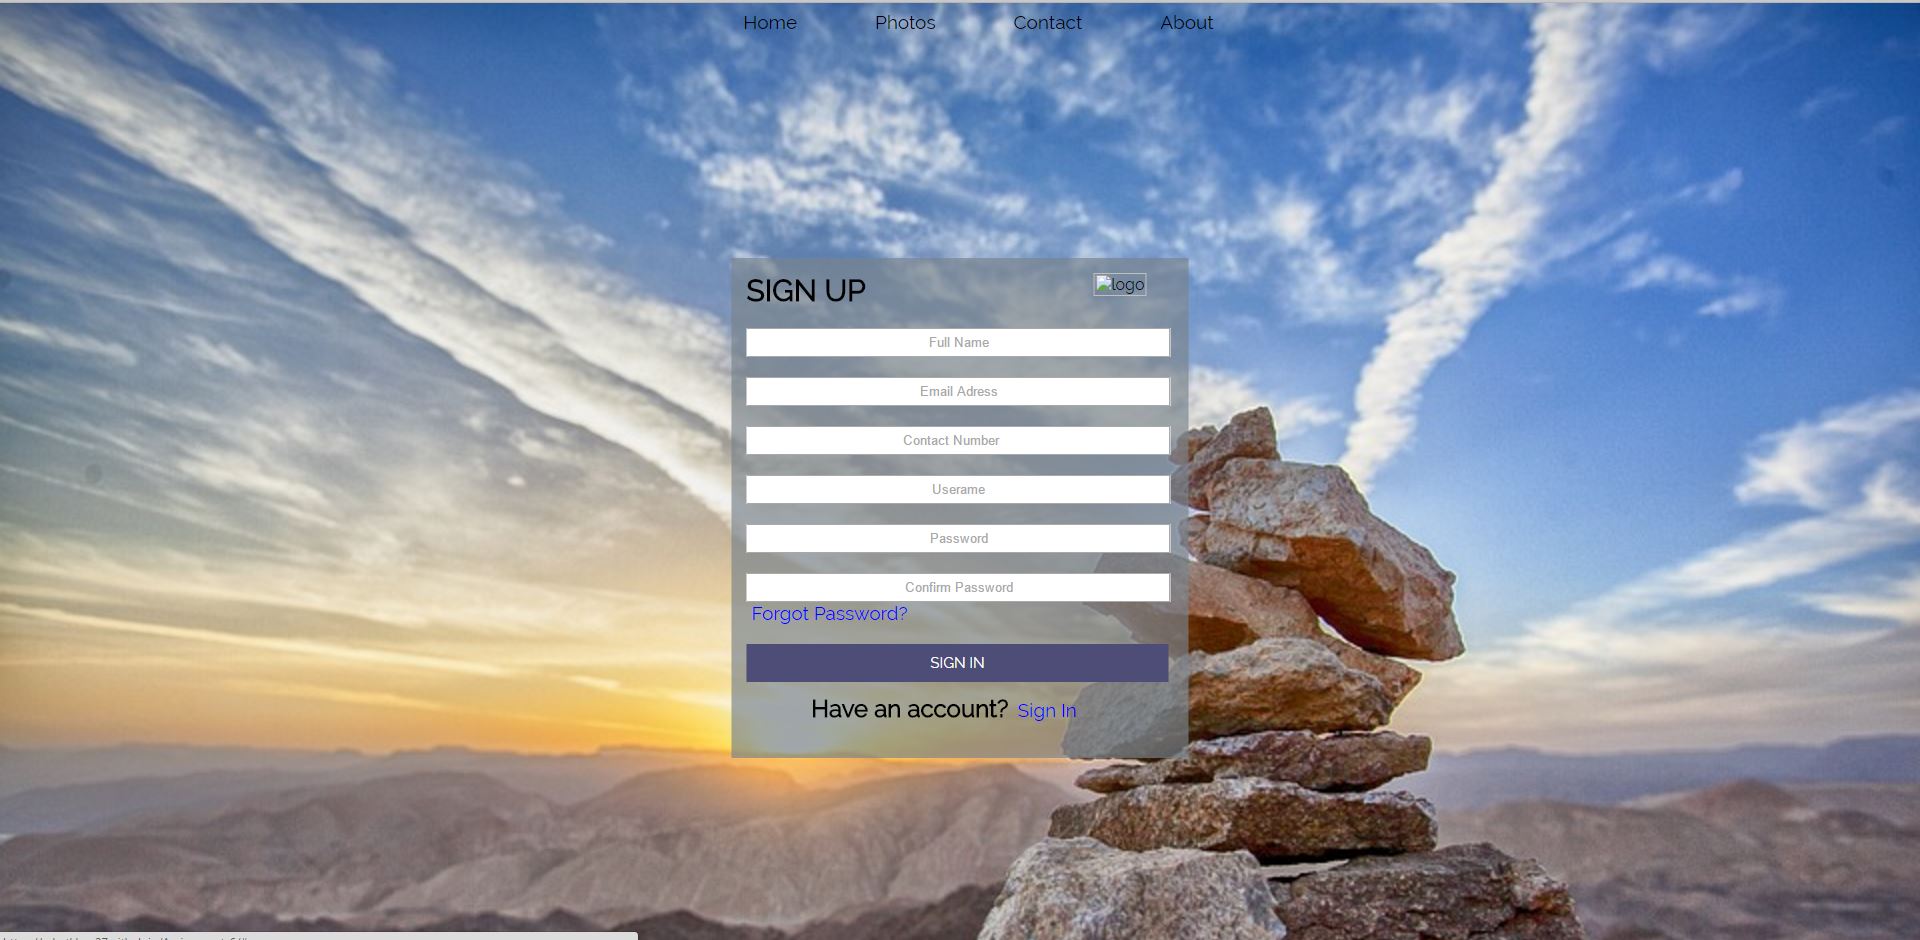 Home Photos Contact About
SIGN UP logo
Full Name
Email Adress
Contact Number
Userame
Password
Confirm Password
Forgot Password?
SIGN IN
Have an account? Sign In